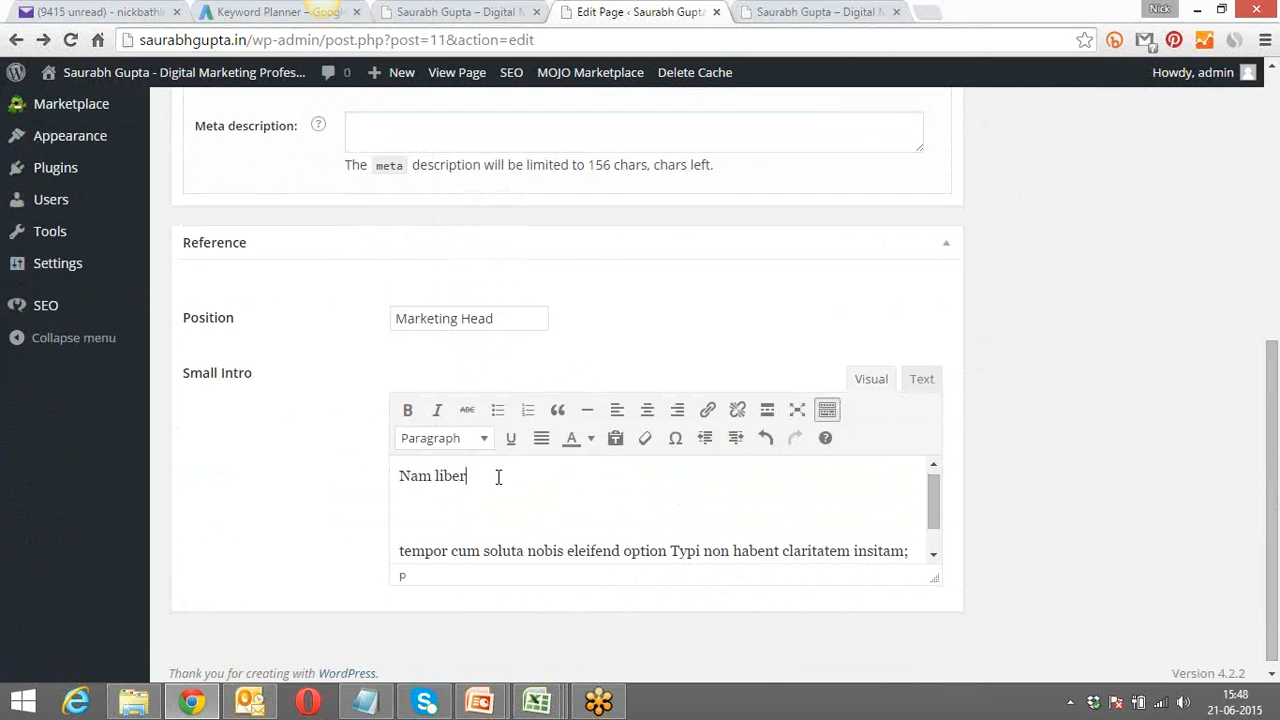 (9415 unread) - nickbathl
Keyword Planner – Googl
Saurabh Gupta – Digital M
Edit Page ‹ Saurabh Gupta
Saurabh Gupta – Digital M
Nick
saurabhgupta.in/wp-admin/post.php?post=11&action=edit
Saurabh Gupta - Digital Marketing Profes...
0
New
View Page
SEO
MOJO Marketplace
Delete Cache
Howdy, admin
Marketplace
Appearance
Plugins
Users
Tools
Settings
SEO
Collapse menu
Meta description:
The meta description will be limited to 156 chars, chars left.
Reference
Position
Marketing Head
Small Intro
Visual
Text
B I ABC
Paragraph U A
Nam liber
tempor cum soluta nobis eleifend option Typi non habent claritatem insitam;
p
Thank you for creating with WordPress.
Version 4.2.2
15:48
21-06-2015